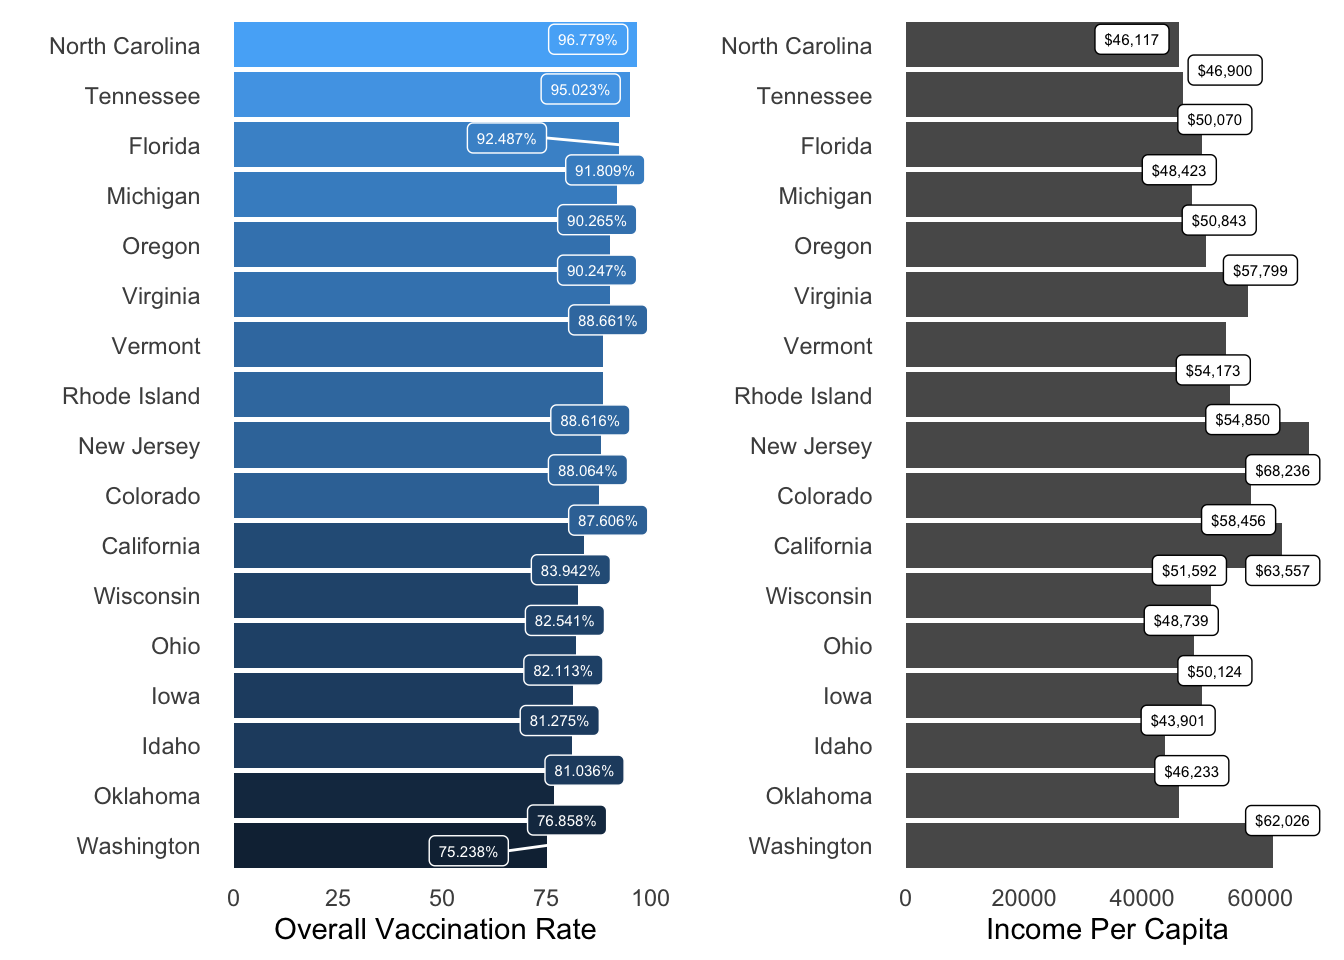 North Carolina
Tennessee
Florida
Michigan
Oregon
Virginia
Vermont
Rhode Island
New Jersey
Colorado
California
Wisconsin
Ohio
Iowa
Idaho
Oklahoma
Washington
96.779%
95.023%
92.487%
91.809%
90.265%
90.247%
88.661%
88.616%
88.064%
87.606%
83.942%
82.541%
82.113%
81.275%
81.036%
76.858%
75.238%
0 25 50 75 100
Overall Vaccination Rate
North Carolina
Tennessee
Florida
Michigan
Oregon
Virginia
Vermont
Rhode Island
New Jersey
Colorado
California
Wisconsin
Ohio
Iowa
Idaho
Oklahoma
Washington
$46,117
$46,900
$50,070
$48,423
$50,843
$57,799
$54,173
$54,850
$68,236
$58,456
$51,592 $63,557
$48,739
$50,124
$43,901
$46,233
$62,026
0 20000 40000 60000
Income Per Capita